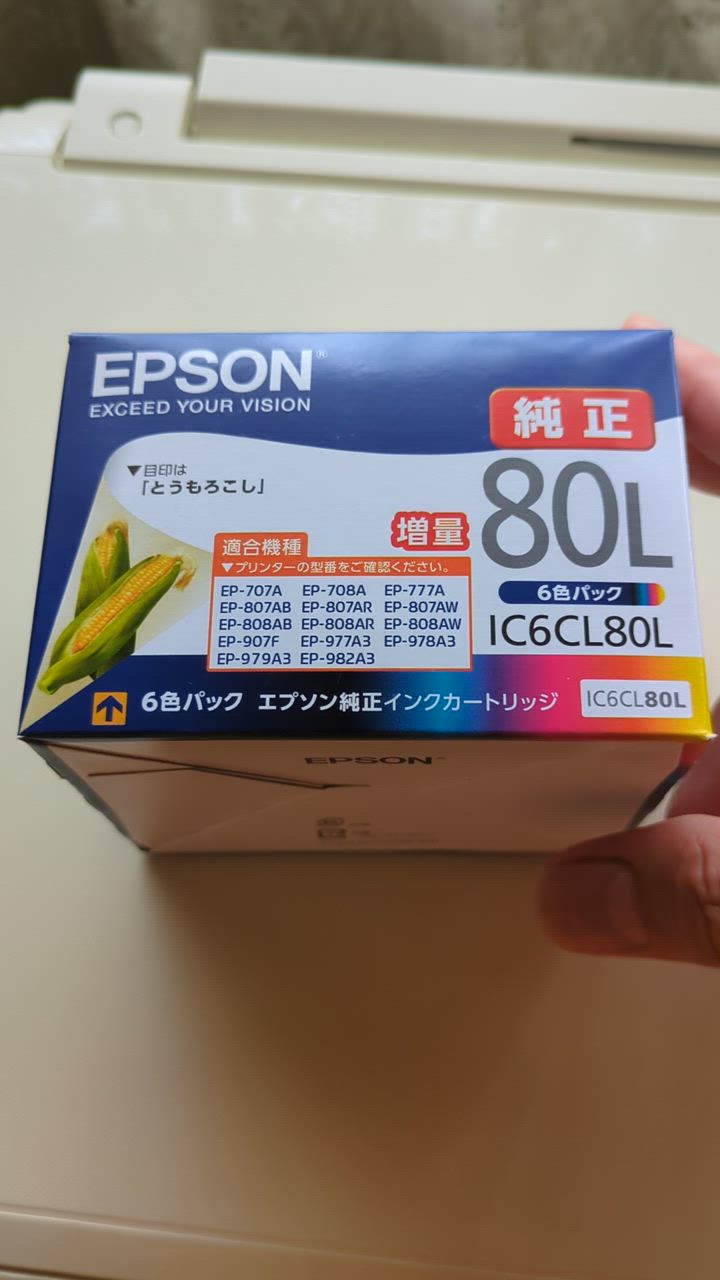 EPSON®
EXCEED YOUR VISION
純正
▼目印は
「とうもろこし」
増量
80L
適合機種
▼プリンターの型番をご確認ください。
EP-707A EP-708A EP-777A
EP-807AB EP-807AR EP-807AW
EP-808AB EP-808AR EP-808AW
EP-907F EP-977A3 EP-978A3
EP-979A3 EP-982A3
6色パック
IC6CL80L
6色パック エプソン純正インクカートリッジ IC6CL80L
EPSON